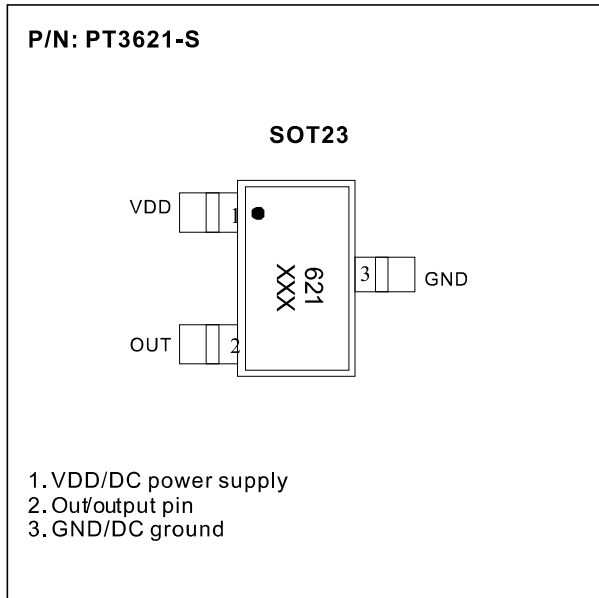 P/N: PT3621-S
SOT23
VDD
1
621
XXX
3
GND
OUT
2
1. VDD/DC power supply
2. Out/output pin
3. GND/DC ground